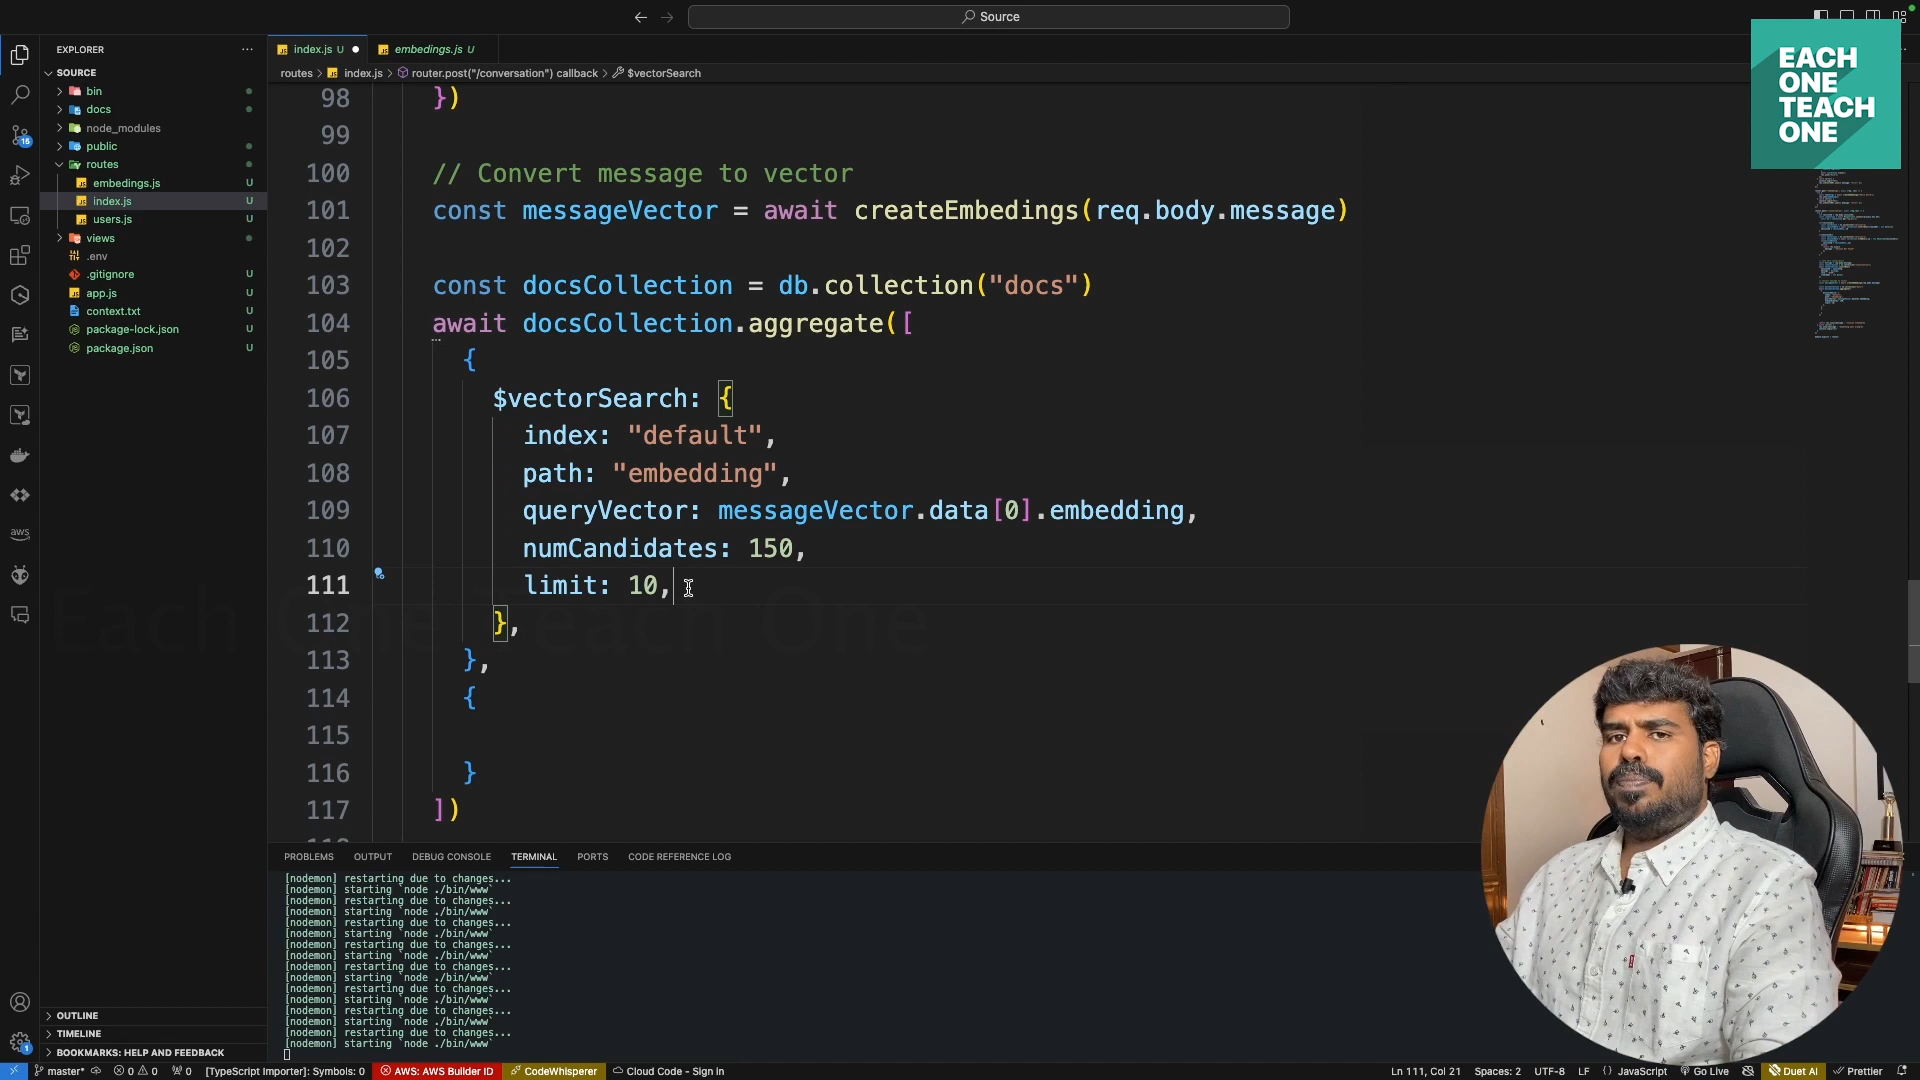 Source
EXPLORER
index.js U
embedings.js U
SOURCE
routes > index.js > router.post("/conversation") callback > $vectorSearch
bin
docs
node_modules
public
routes
embedings.js U
index.js U
users.js U
views
.env
.gitignore U
app.js U
context.txt U
package-lock.json U
package.json U
EACH
ONE
TEACH
ONE
98 })
99
100 // Convert message to vector
101 const messageVector = await createEmbedings(req.body.message)
102
103 const docsCollection = db.collection("docs")
104 await docsCollection.aggregate([
105 {
106 $vectorSearch: {
107 index: "default",
108 path: "embedding",
109 queryVector: messageVector.data[0].embedding,
110 numCandidates: 150,
111 limit: 10,
112 },
113 },
114 {
115
116 }
117 ])
Each One Teach One
PROBLEMS OUTPUT DEBUG CONSOLE TERMINAL PORTS CODE REFERENCE LOG
[nodemon] restarting due to changes...
[nodemon] starting `node ./bin/www`
[nodemon] restarting due to changes...
[nodemon] starting `node ./bin/www`
[nodemon] restarting due to changes...
[nodemon] starting `node ./bin/www`
[nodemon] restarting due to changes...
[nodemon] starting `node ./bin/www`
[nodemon] restarting due to changes...
[nodemon] starting `node ./bin/www`
[nodemon] restarting due to changes...
[nodemon] starting `node ./bin/www`
[nodemon] restarting due to changes...
[nodemon] starting `node ./bin/www`
[nodemon] restarting due to changes...
[nodemon] starting `node ./bin/www`
aws
16
1
OUTLINE
TIMELINE
BOOKMARKS: HELP AND FEEDBACK
master* 0 0 0 [TypeScript Importer]: Symbols: 0 AWS: AWS Builder ID CodeWhisperer Cloud Code - Sign in Ln 111, Col 21 Spaces: 2 UTF-8 LF {} JavaScript Go Live Duet AI Prettier